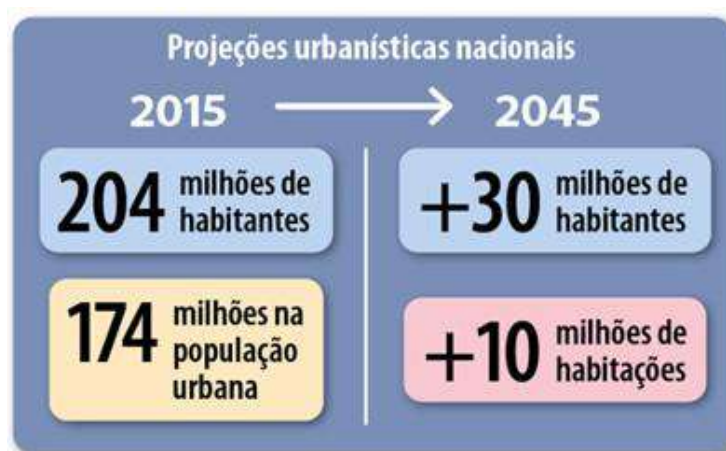 Projeções urbanísticas nacionais
2015 → 2045
204 milhões de
habitantes
+30 milhões de
habitantes
174 milhões na
população
urbana
+10 milhões de
habitações